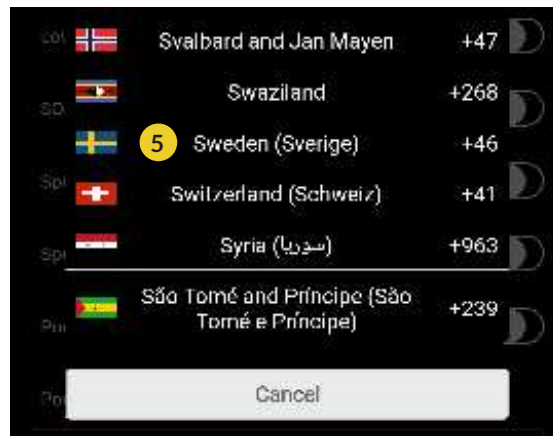 Svalbard and Jan Mayen +47
Swaziland +268
5 Sweden (Sverige) +46
Switzerland (Schweiz) +41
Syria (سوريا) +963
São Tomé and Príncipe (São
Tomé e Príncipe) +239
Cancel